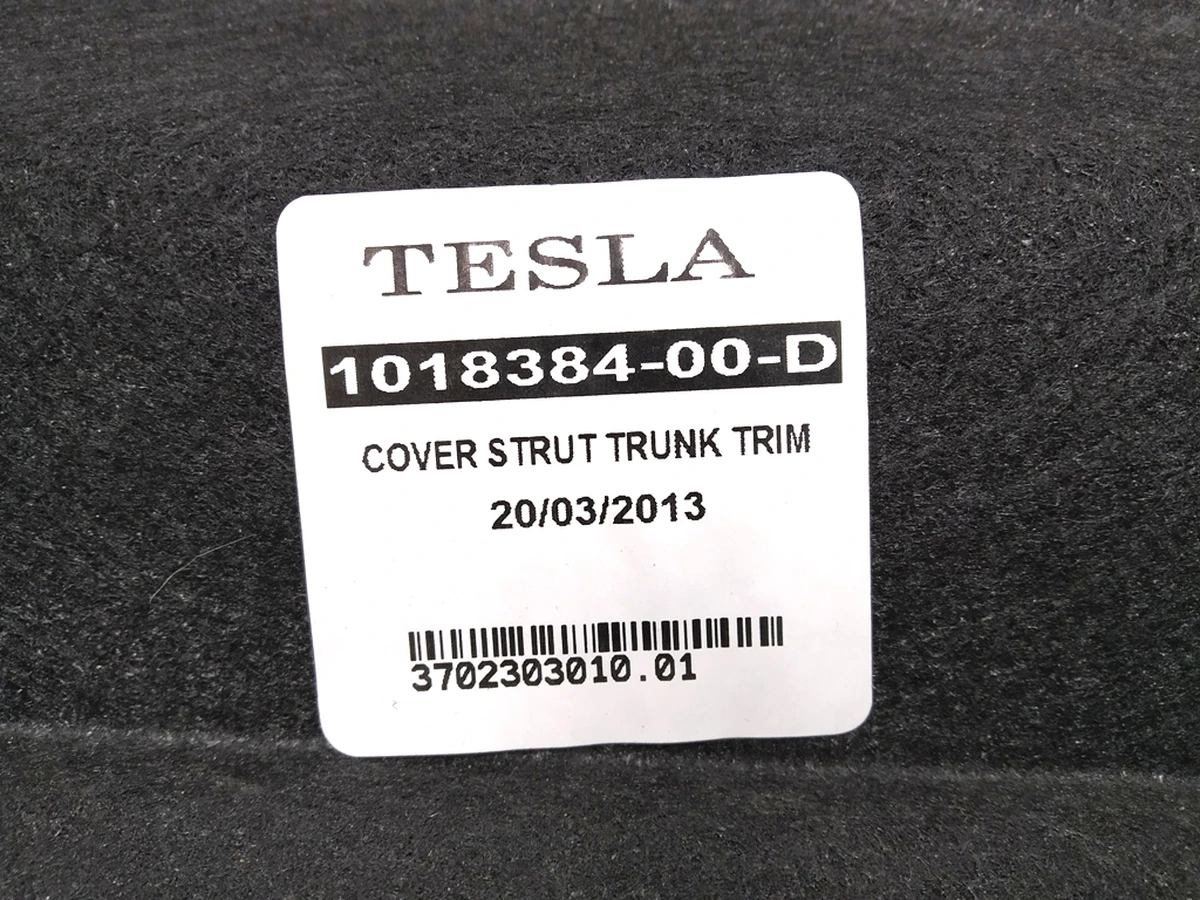 TESLA
1018384-00-D
COVER STRUT TRUNK TRIM
20/03/2013
3702303010.01